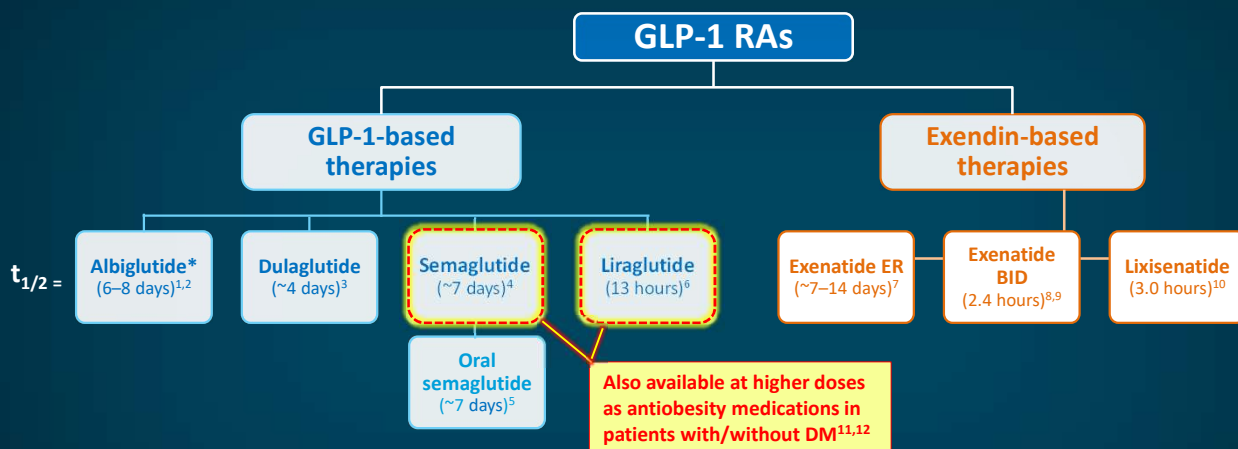 GLP-1 RAs
GLP-1-based
therapies
Exendin-based
therapies
t1/2 =
Albiglutide*
(6–8 days)1,2
Dulaglutide
(~4 days)3
Semaglutide
(~7 days)4
Liraglutide
(13 hours)6
Exenatide ER
(~7–14 days)7
Exenatide
BID
(2.4 hours)8,9
Lixisenatide
(3.0 hours)10
Oral
semaglutide
(~7 days)5
Also available at higher doses
as antiobesity medications in
patients with/without DM11,12